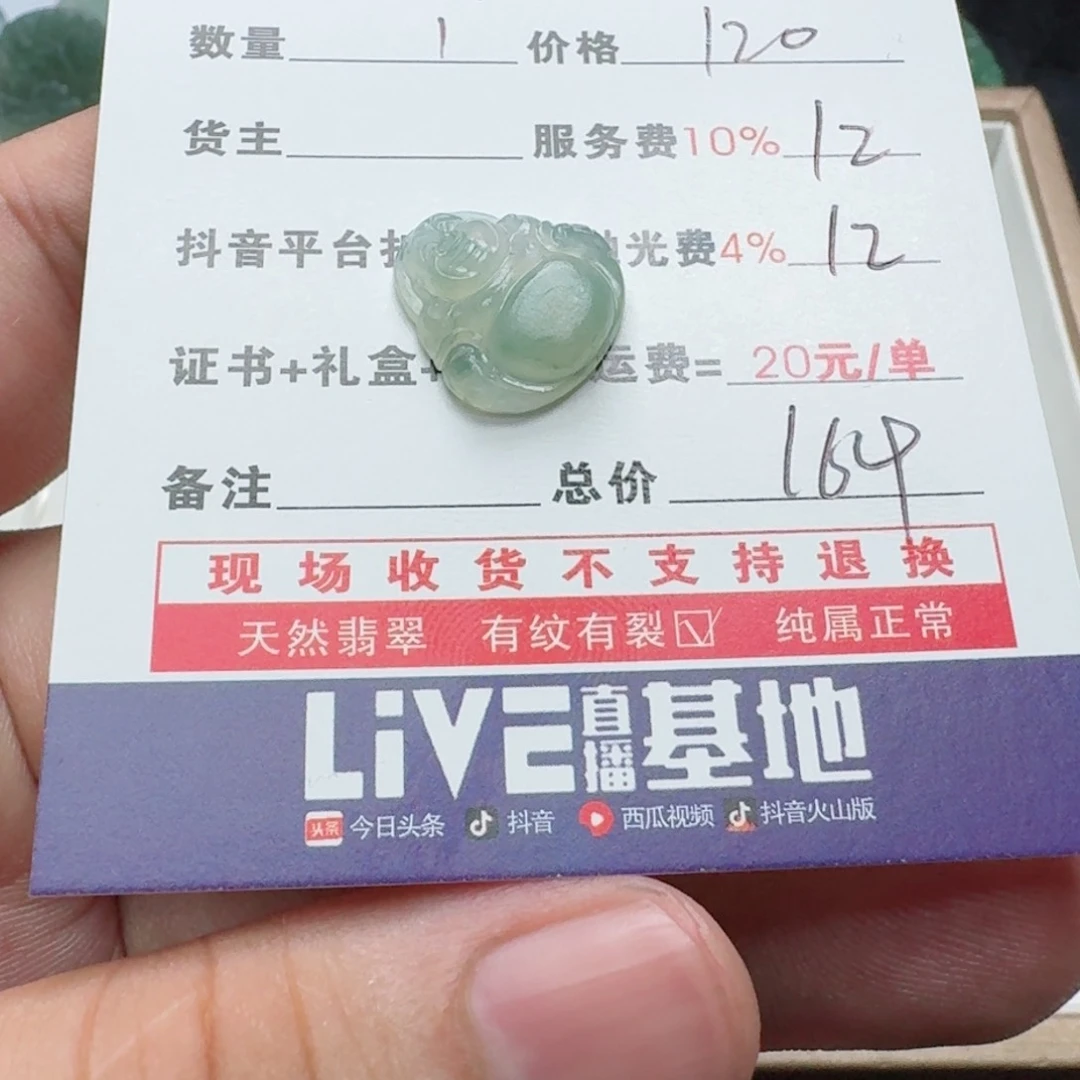 数量 1 价格 120
货主 服务费10% 12
抖音平台 光费4% 12
证书+礼盒+ 运费= 20元/单
备注 总价 164
现场收货不支持退换
天然翡翠 有纹有裂☑ 纯属正常
LiVE直播基地
头条 今日头条 抖音 西瓜视频 抖音火山版